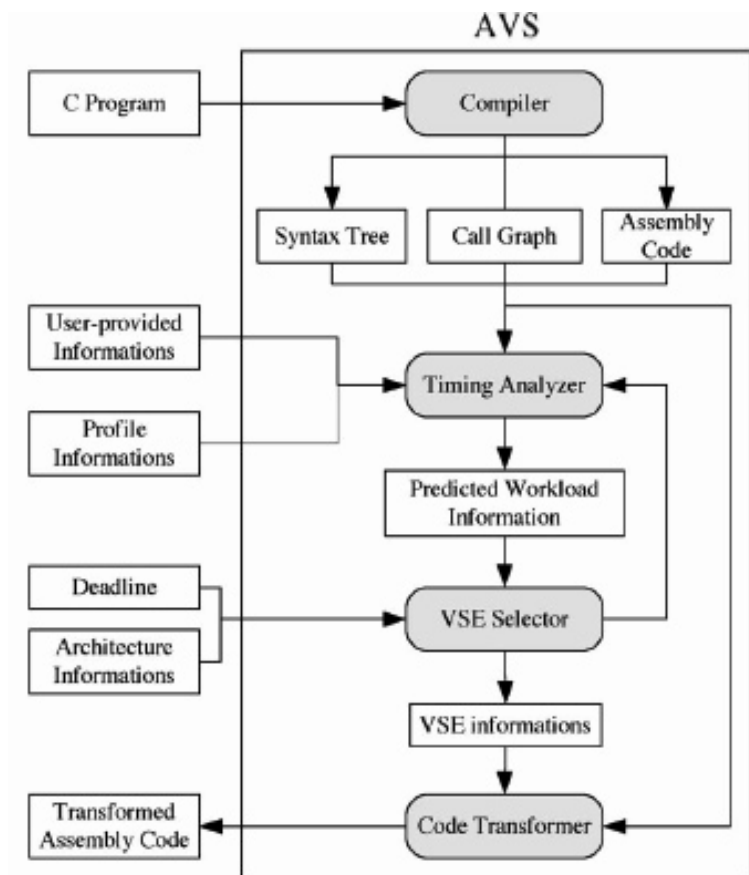 AVS
C Program
Compiler
Syntax Tree
Call Graph
Assembly
Code
User-provided
Informations
Timing Analyzer
Profile
Informations
Predicted Workload
Information
Deadline
VSE Selector
Architecture
Informations
VSE informations
Transformed
Assembly Code
Code Transformer